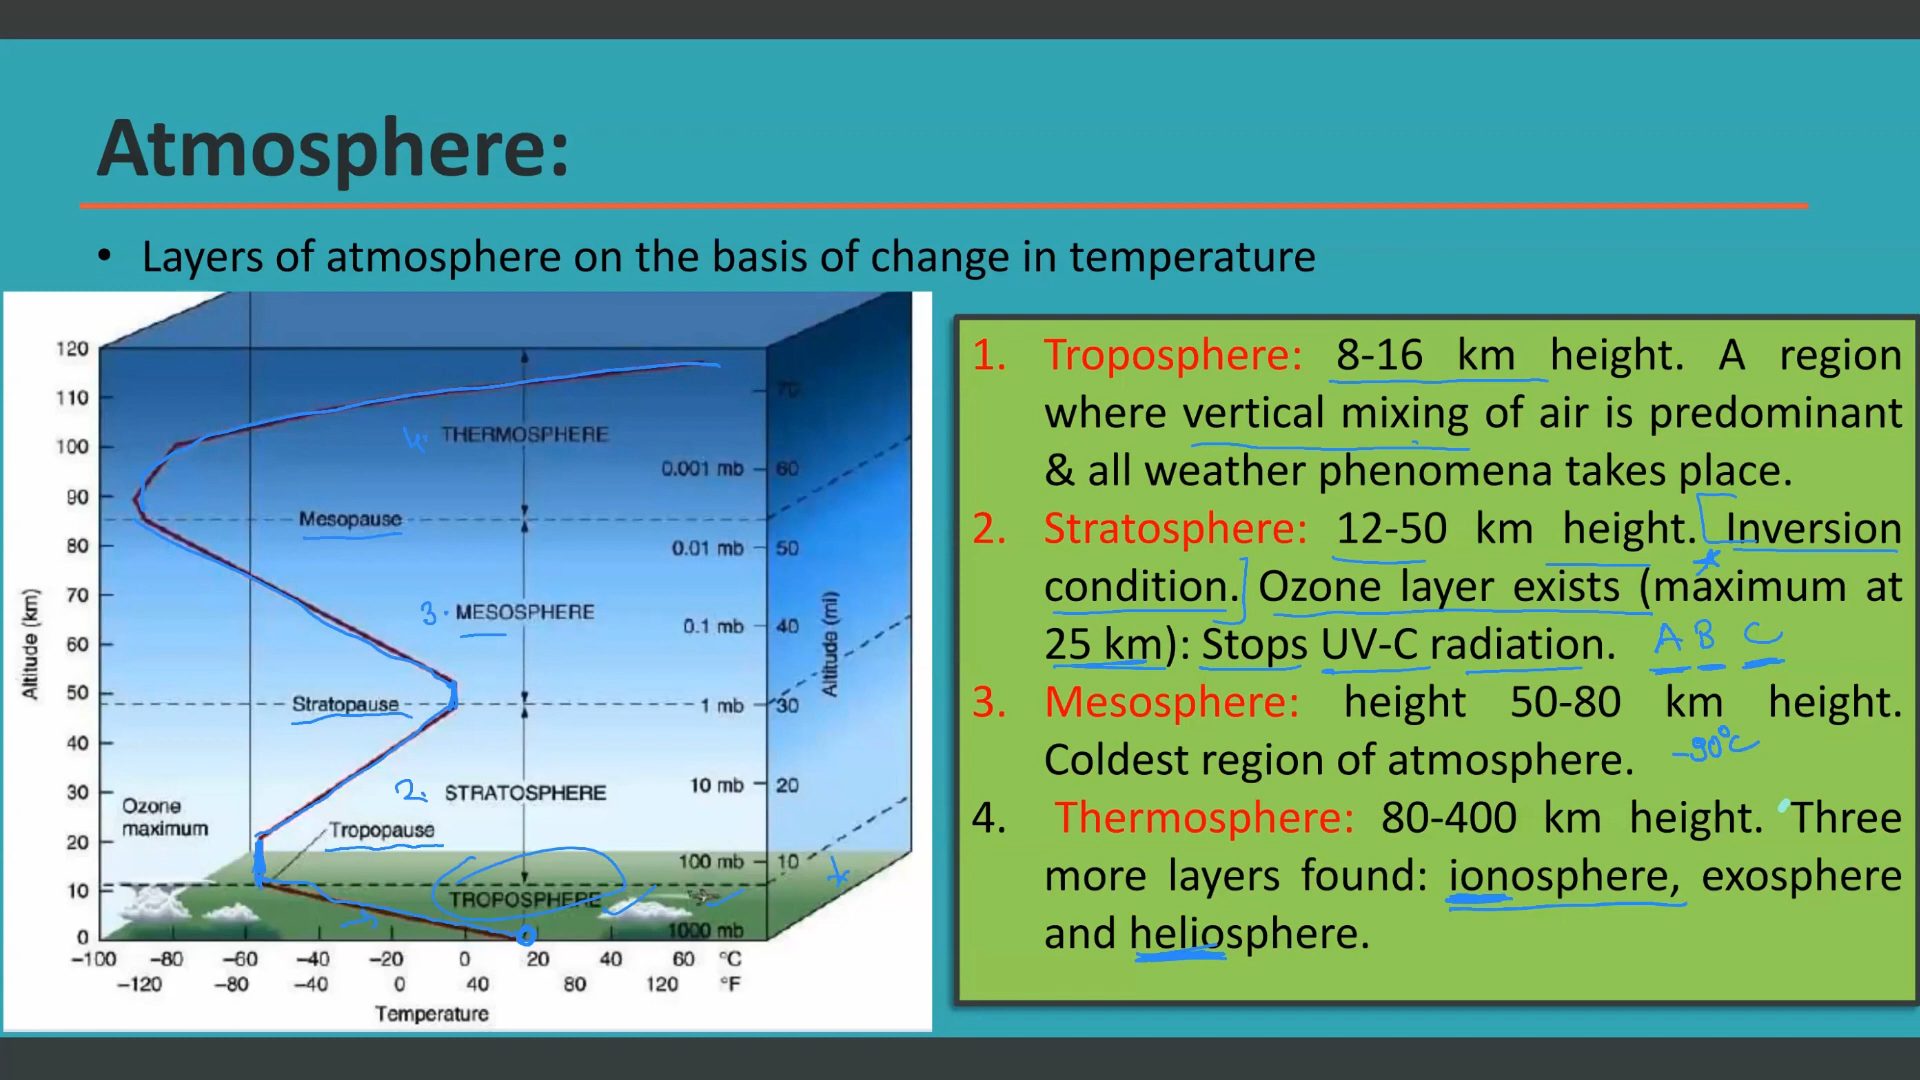 Atmosphere:
• Layers of atmosphere on the basis of change in temperature
120
110
100
90
80
70
60
50
40
30
20
10
0
Altitude (km)
-100 -80 -60 -40 -20 0 20 40 60 °C
-120 -80 -40 0 40 80 120 °F
Temperature
4. THERMOSPHERE
Mesopause
3. MESOSPHERE
Stratopause
2. STRATOSPHERE
Ozone
maximum
Tropopause
TROPOSPHERE
0.001 mb
0.01 mb
0.1 mb
1 mb
10 mb
100 mb
1000 mb
70
60
50
40
30
20
10
Altitude (mi)
1. Troposphere: 8-16 km height. A region
where vertical mixing of air is predominant
& all weather phenomena takes place.
2. Stratosphere: 12-50 km height. Inversion
condition. Ozone layer exists (maximum at
25 km): Stops UV-C radiation. A B C
3. Mesosphere: height 50-80 km height.
Coldest region of atmosphere. -90°C
4. Thermosphere: 80-400 km height. Three
more layers found: ionosphere, exosphere
and heliosphere.